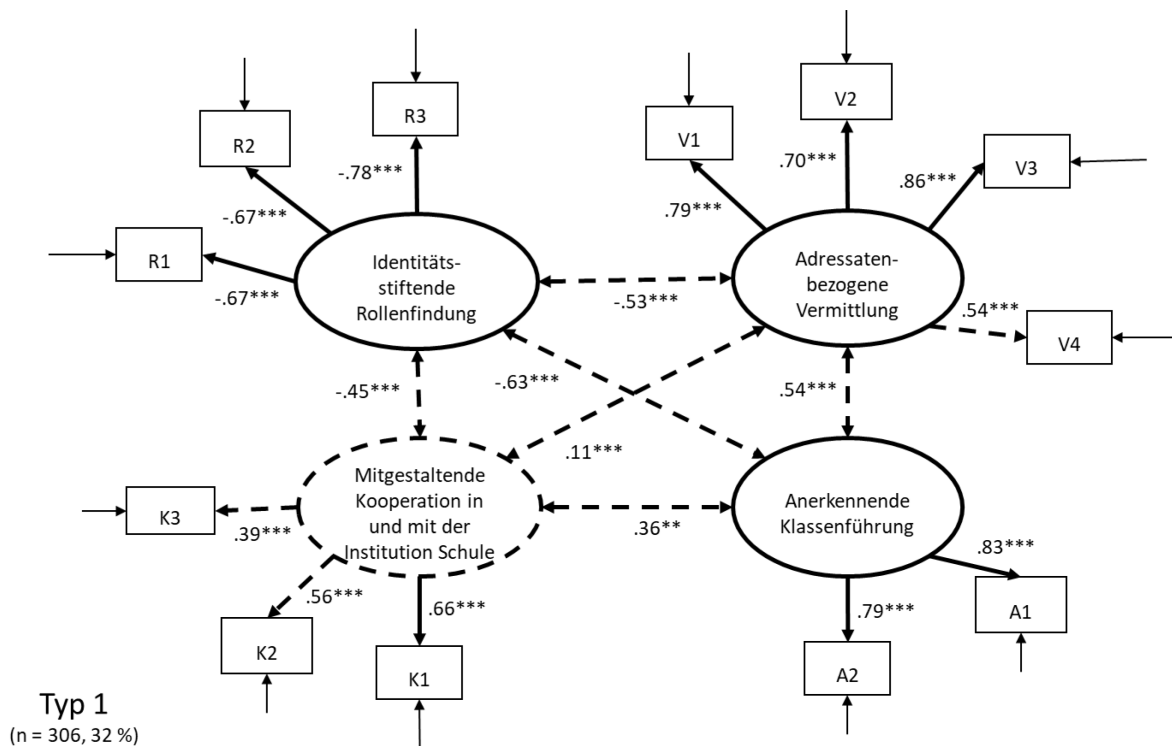 R3
V2
R2
V1
V3
-.78***
.70***
.86***
-.67***
.79***
R1
-.67***
Identitäts-
stiftende
Rollenfindung
Adressaten-
bezogene
Vermittlung
-.53***
.54***
V4
-.45***
-.63***
.54***
.11***
Mitgestaltende
Kooperation in
und mit der
Institution Schule
Anerkennende
Klassenführung
K3
.39***
.36**
.83***
.56***
.66***
.79***
A1
K2
K1
A2
Typ 1
(n = 306, 32 %)